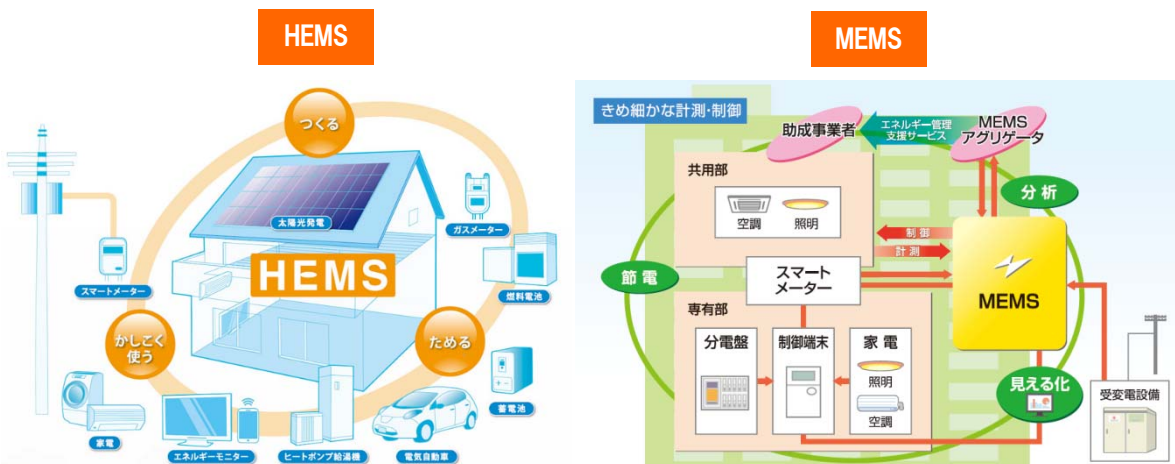 HEMS
つくる
太陽光発電
ガスメーター
HEMS
スマートメーター
燃料電池
かしこく
使う
ためる
蓄電池
家電
エネルギーモニター
ヒートポンプ給湯機
電気自動車
MEMS
きめ細かな計測・制御
助成事業者
エネルギー管理
支援サービス
MEMS
アグリゲータ
共用部
空調
照明
分析
制御
計測
節電
スマート
メーター
MEMS
専有部
分電盤
制御端末
家電
照明
空調
見える化
受変電設備